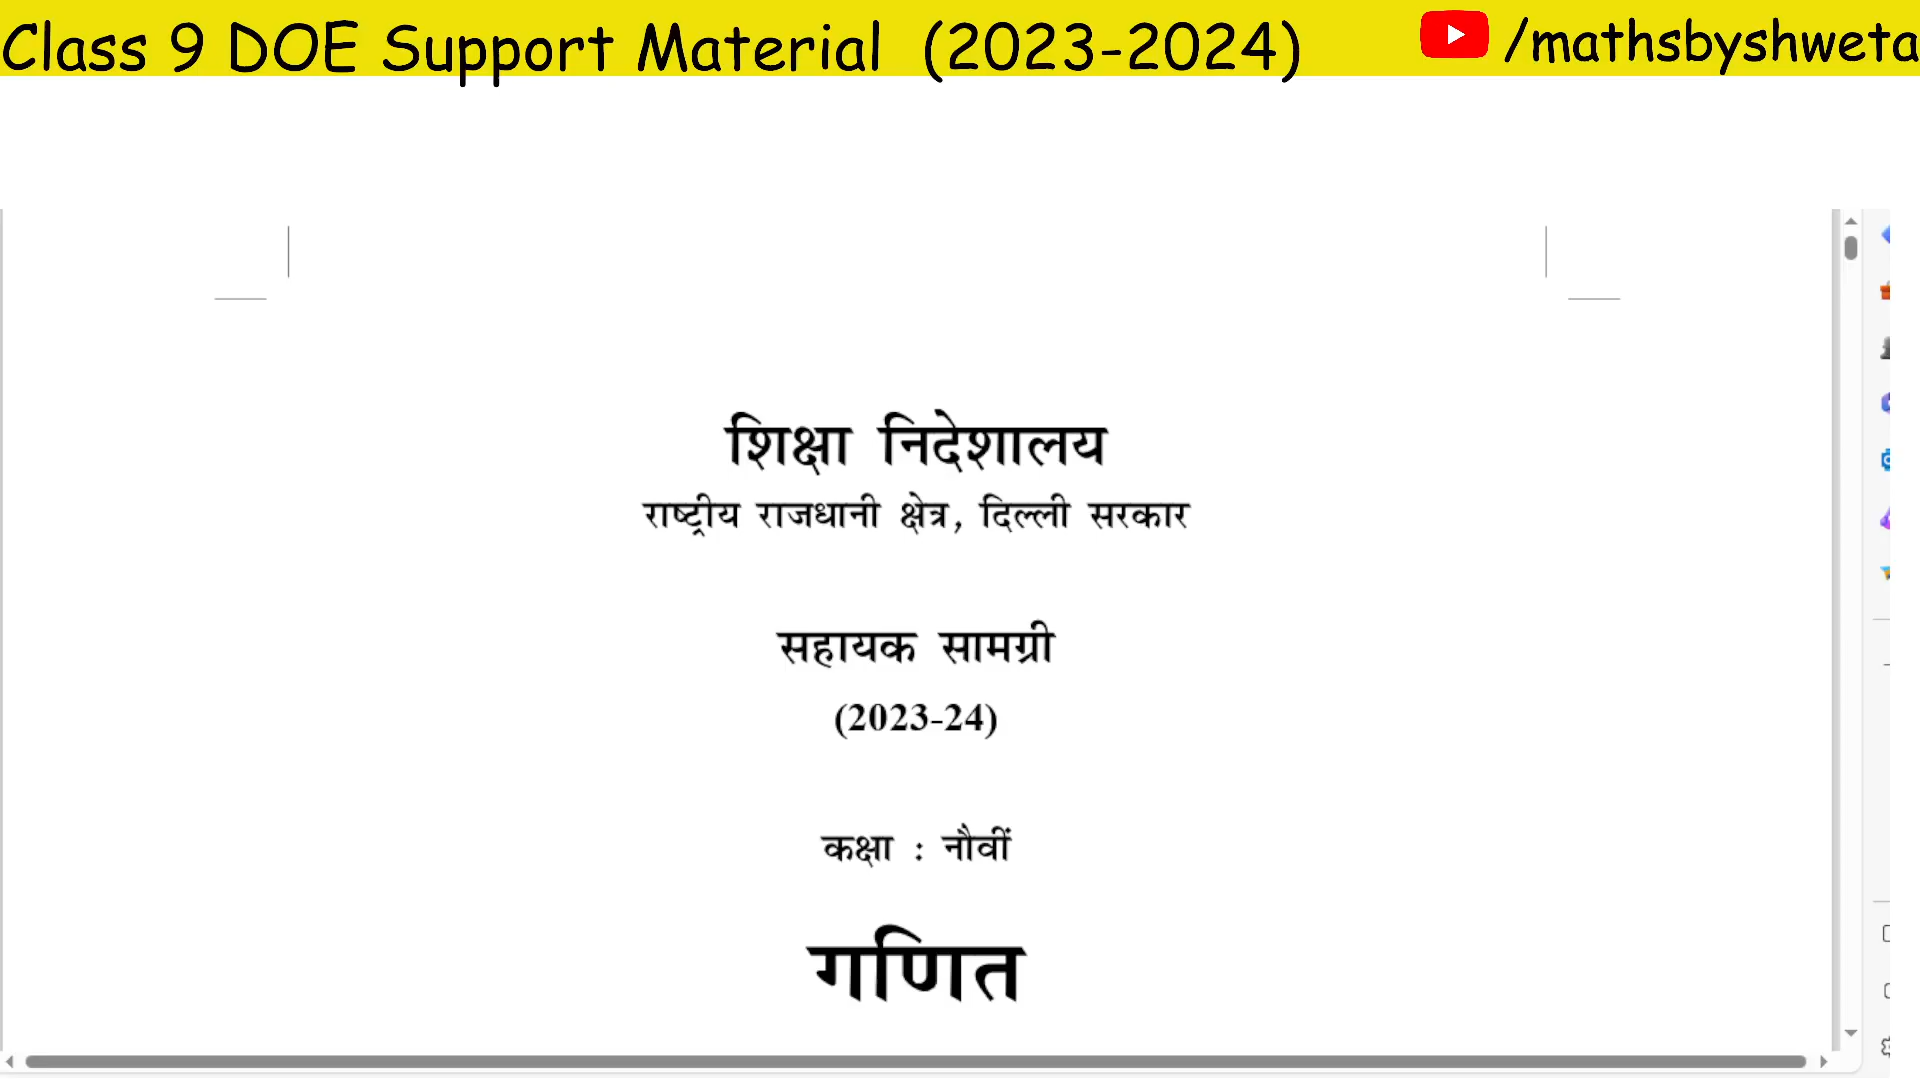 Class 9 DOE Support Material (2023-2024) /mathsbyshweta
शिक्षा निदेशालय
राष्ट्रीय राजधानी क्षेत्र, दिल्ली सरकार
सहायक सामग्री
(2023-24)
कक्षा : नौवीं
गणित